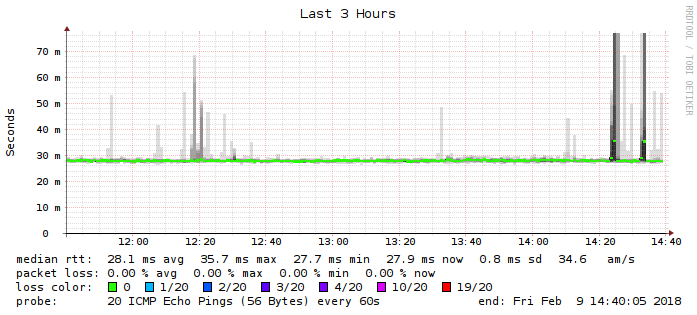 Last 3 Hours
RRDTOOL / TOBI OETIKER
Seconds
70 m
60 m
50 m
40 m
30 m
20 m
10 m
0
12:00 12:20 12:40 13:00 13:20 13:40 14:00 14:20 14:40
median rtt: 28.1 ms avg 35.7 ms max 27.7 ms min 27.9 ms now 0.8 ms sd 34.6 am/s
packet loss: 0.00 % avg 0.00 % max 0.00 % min 0.00 % now
loss color: 0 1/20 2/20 3/20 4/20 10/20 19/20
probe: 20 ICMP Echo Pings (56 Bytes) every 60s end: Fri Feb 9 14:40:05 2018